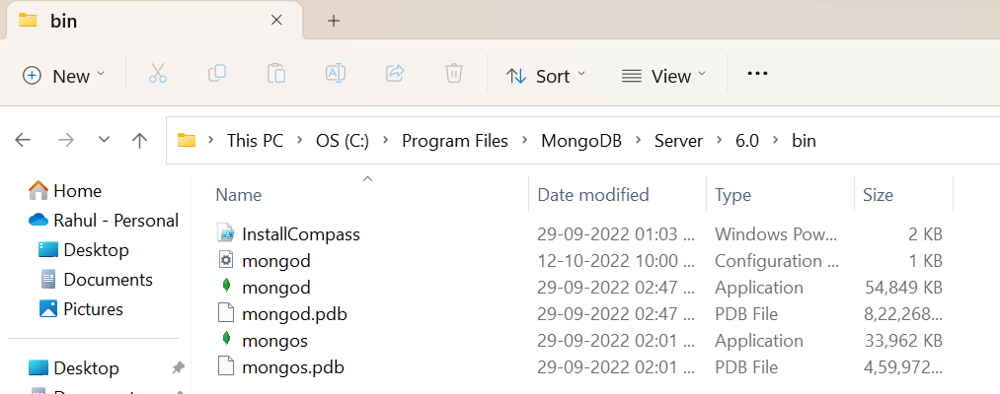 bin
New
Sort
View
This PC > OS (C:) > Program Files > MongoDB > Server > 6.0 > bin
Home
Rahul - Personal
Desktop
Documents
Pictures
Desktop
Name Date modified Type Size
InstallCompass 29-09-2022 01:03 ... Windows Pow... 2 KB
mongod 12-10-2022 10:00 ... Configuration ... 1 KB
mongod 29-09-2022 02:47 ... Application 54,849 KB
mongod.pdb 29-09-2022 02:47 ... PDB File 8,22,268...
mongos 29-09-2022 02:01 ... Application 33,962 KB
mongos.pdb 29-09-2022 02:01 ... PDB File 4,59,972...